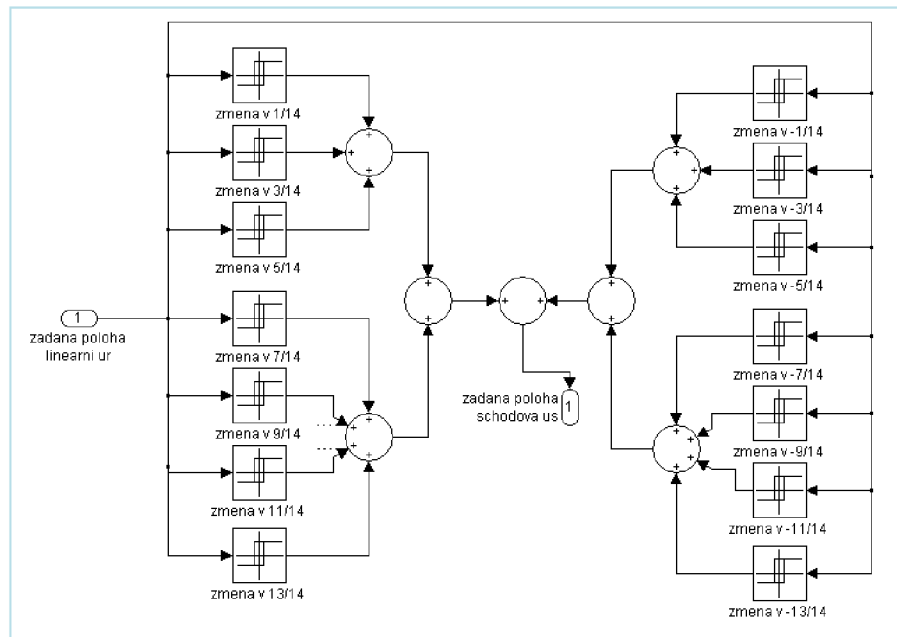 zmena v 1/14
zmena v 3/14
zmena v 5/14
zmena v 7/14
zmena v 9/14
zmena v 11/14
zmena v 13/14
1
zadana poloha
linearni ur
zadana poloha
schodova us
1
zmena v -1/14
zmena v -3/14
zmena v -5/14
zmena v -7/14
zmena v -9/14
zmena v -11/14
zmena v -13/14